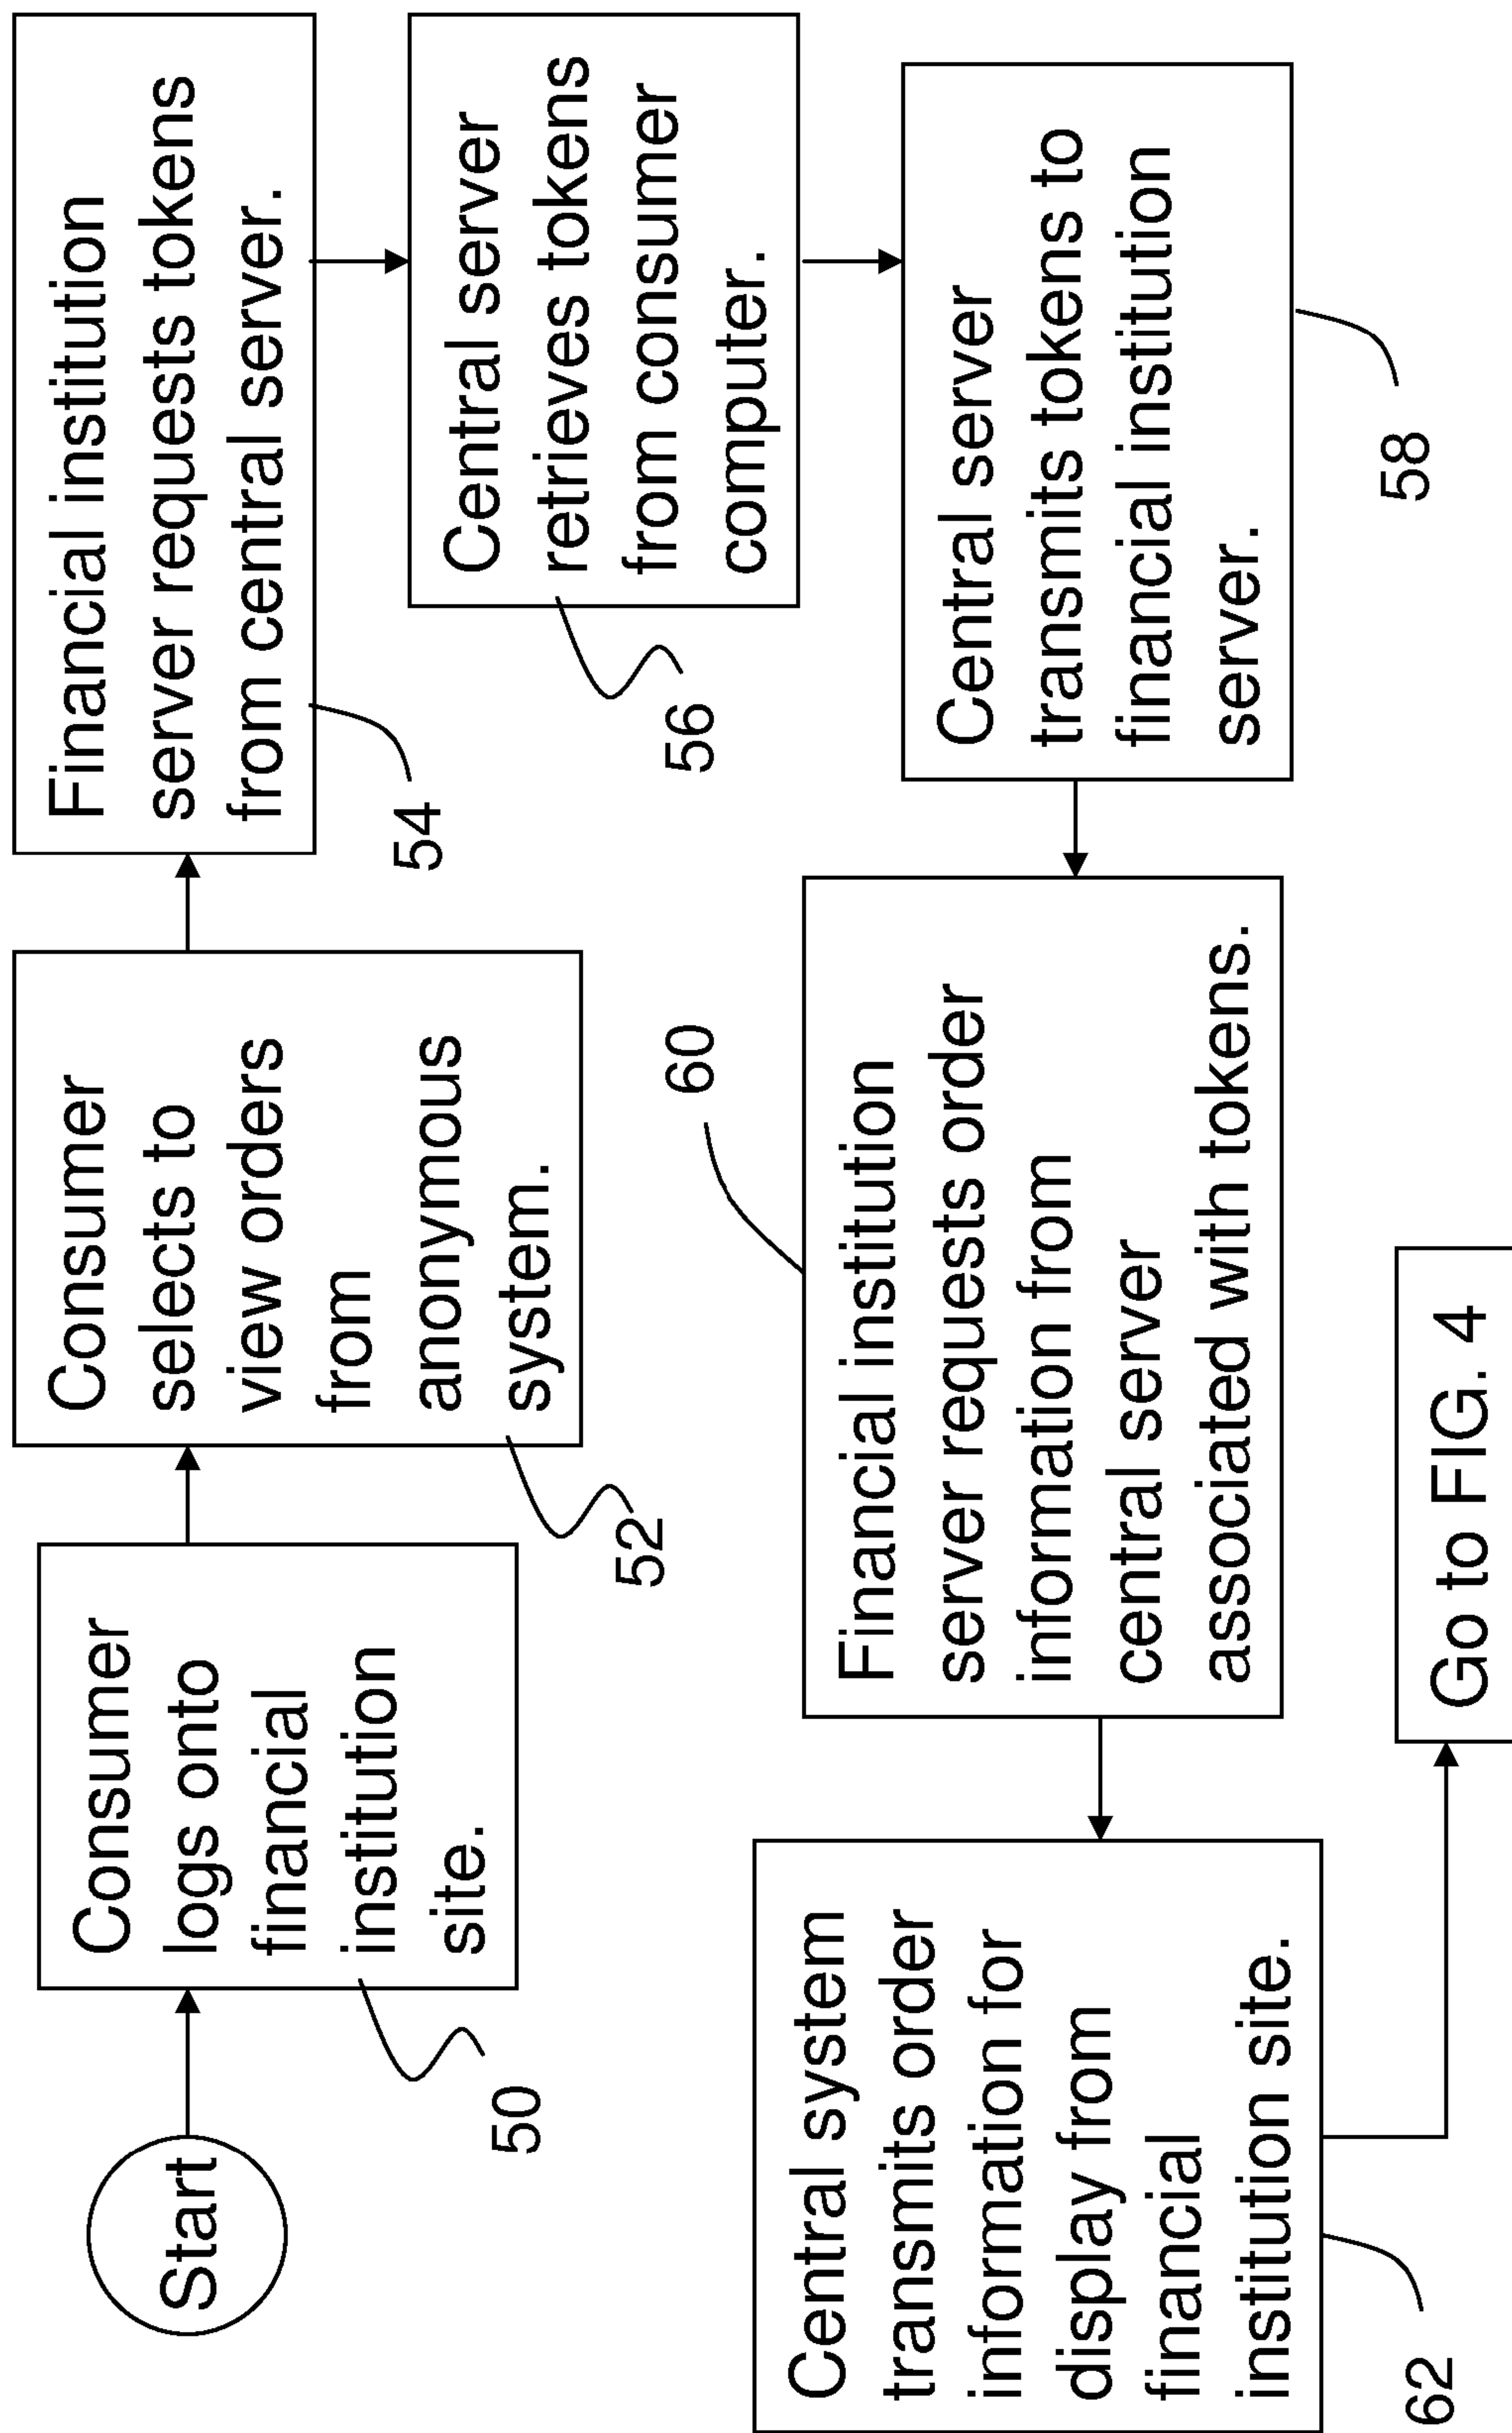 Start
Consumer
logs onto
financial
institution
site.
50
Consumer
selects to
view orders
from
anonymous
system.
52
Financial institution
server requests tokens
from central server.
54
Central server
retrieves tokens
from consumer
computer.
56
Central server
transmits tokens to
financial institution
server.
58
Financial institution
server requests order
information from
central server
associated with tokens.
60
Central system
transmits order
information for
display from
financial
institution site.
62
Go to FIG. 4